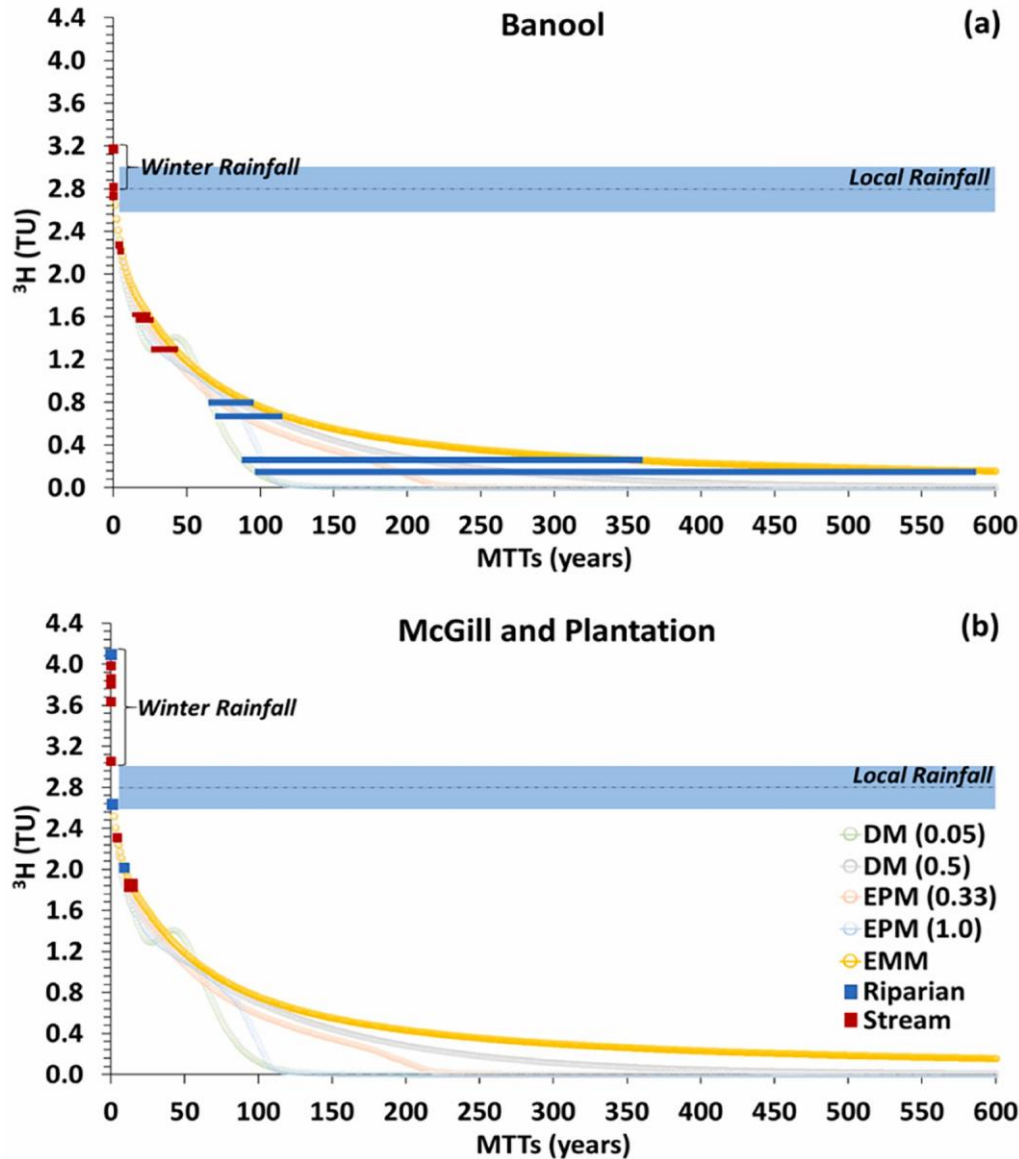 Banool
(a)
4.4
4.0
3.6
3.2
2.8
2.4
2.0
1.6
1.2
0.8
0.4
0.0
³H (TU)
Winter Rainfall
Local Rainfall
0 50 100 150 200 250 300 350 400 450 500 550 600
MTTs (years)
McGill and Plantation
(b)
4.4
4.0
3.6
3.2
2.8
2.4
2.0
1.6
1.2
0.8
0.4
0.0
³H (TU)
Winter Rainfall
Local Rainfall
DM (0.05)
DM (0.5)
EPM (0.33)
EPM (1.0)
EMM
Riparian
Stream
0 50 100 150 200 250 300 350 400 450 500 550 600
MTTs (years)